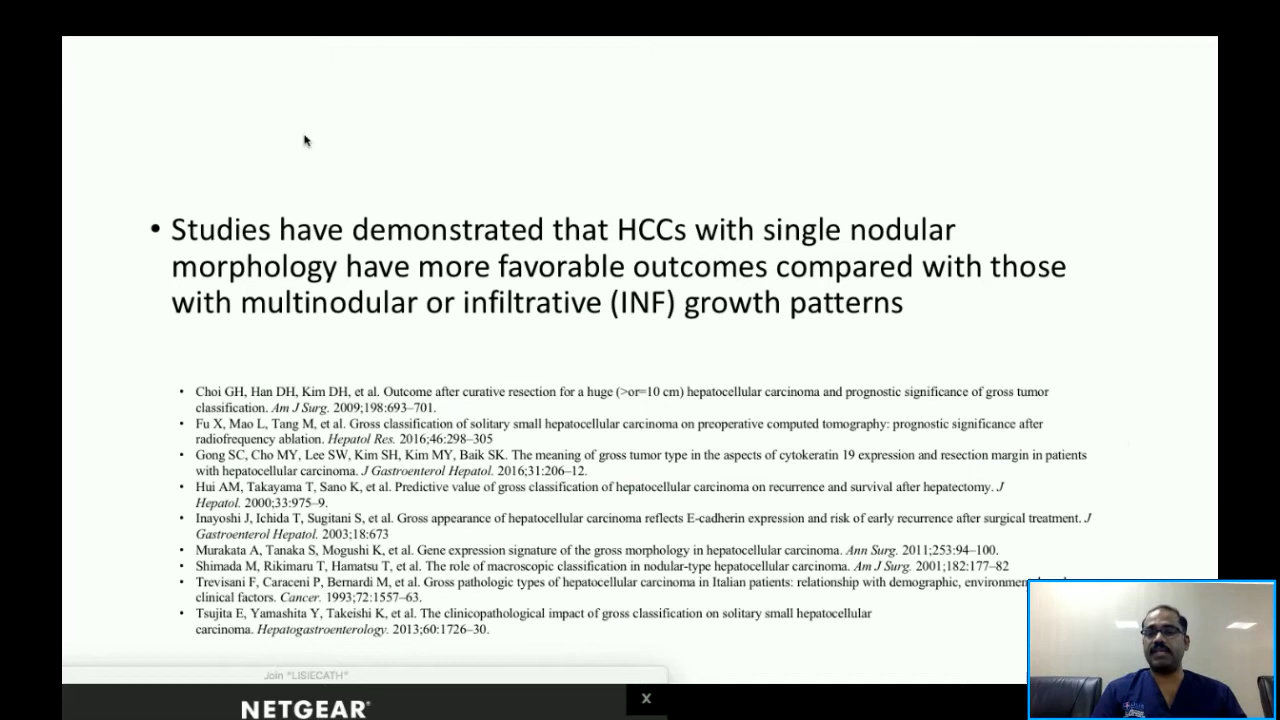 • Studies have demonstrated that HCCs with single nodular
morphology have more favorable outcomes compared with those
with multinodular or infiltrative (INF) growth patterns
• Choi GH, Han DH, Kim DH, et al. Outcome after curative resection for a huge (>or=10 cm) hepatocellular carcinoma and prognostic significance of gross tumor
classification. Am J Surg. 2009;198:693–701.
• Fu X, Mao L, Tang M, et al. Gross classification of solitary small hepatocellular carcinoma on preoperative computed tomography: prognostic significance after
radiofrequency ablation. Hepatol Res. 2016;46:298–305
• Gong SC, Cho MY, Lee SW, Kim SH, Kim MY, Baik SK. The meaning of gross tumor type in the aspects of cytokeratin 19 expression and resection margin in patients
with hepatocellular carcinoma. J Gastroenterol Hepatol. 2016;31:206–12.
• Hui AM, Takayama T, Sano K, et al. Predictive value of gross classification of hepatocellular carcinoma on recurrence and survival after hepatectomy. J
Hepatol. 2000;33:975–9.
• Inayoshi J, Ichida T, Sugitani S, et al. Gross appearance of hepatocellular carcinoma reflects E-cadherin expression and risk of early recurrence after surgical treatment. J
Gastroenterol Hepatol. 2003;18:673
• Murakata A, Tanaka S, Mogushi K, et al. Gene expression signature of the gross morphology in hepatocellular carcinoma. Ann Surg. 2011;253:94–100.
• Shimada M, Rikimaru T, Hamatsu T, et al. The role of macroscopic classification in nodular-type hepatocellular carcinoma. Am J Surg. 2001;182:177–82
• Trevisani F, Caraceni P, Bernardi M, et al. Gross pathologic types of hepatocellular carcinoma in Italian patients: relationship with demographic,
clinical factors. Cancer. 1993;72:1557–63.
• Tsujita E, Yamashita Y, Takeishi K, et al. The clinicopathological impact of gross classification on solitary small hepatocellular
carcinoma. Hepatogastroenterology. 2013;60:1726–30.
Join "LISIECATH"
NETGEAR®
X